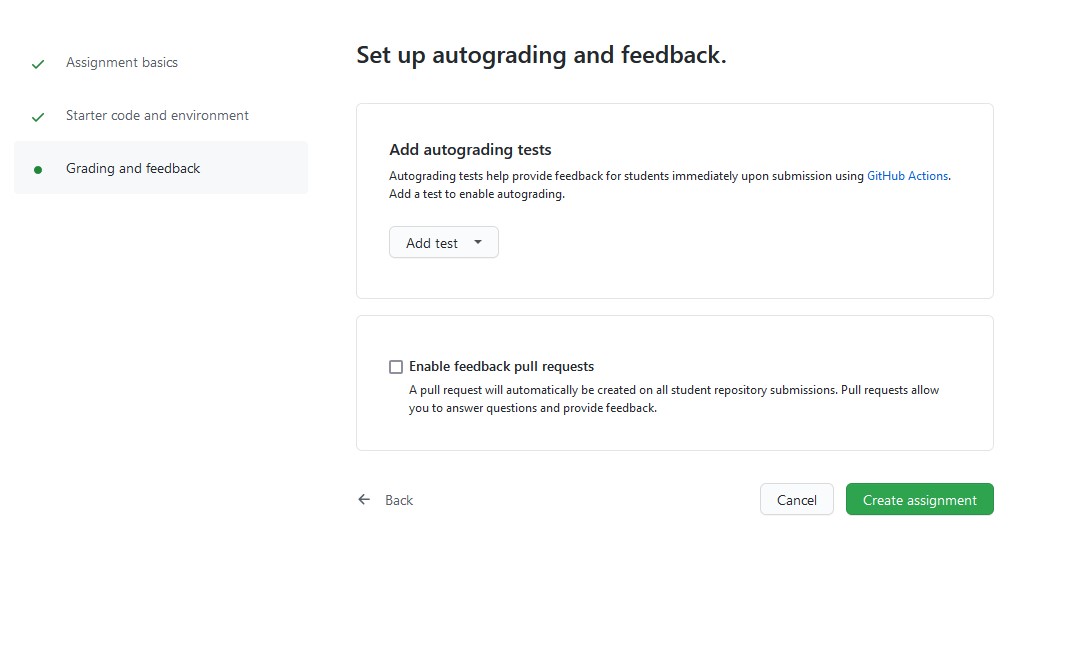 Assignment basics
Starter code and environment
Grading and feedback
Set up autograding and feedback.
Add autograding tests
Autograding tests help provide feedback for students immediately upon submission using GitHub Actions.
Add a test to enable autograding.
Add test
Enable feedback pull requests
A pull request will automatically be created on all student repository submissions. Pull requests allow
you to answer questions and provide feedback.
Back
Cancel
Create assignment